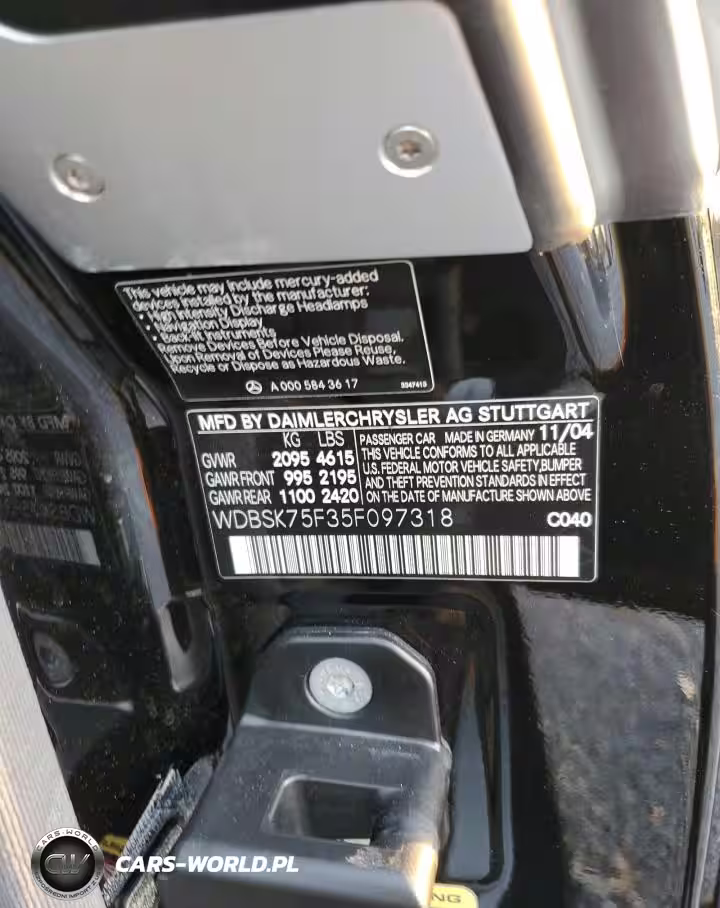 This vehicle may include mercury-added
devices installed by the manufacturer:
• High Intensity Discharge Headlamps
• Navigation Display
• Back-lit Instruments
Remove Devices Before Vehicle Disposal.
Upon Removal of Devices Please Reuse,
Recycle or Dispose as Hazardous Waste.
A 000 584 36 17
MFD BY DAIMLERCHRYSLER AG STUTTGART
KG LBS
GVWR 2095 4615
GAWR FRONT 995 2195
GAWR REAR 1100 2420
PASSENGER CAR MADE IN GERMANY 11/04
THIS VEHICLE CONFORMS TO ALL APPLICABLE
U.S. FEDERAL MOTOR VEHICLE SAFETY, BUMPER
AND THEFT PREVENTION STANDARDS IN EFFECT
ON THE DATE OF MANUFACTURE SHOWN ABOVE
WDBSK75F35F097318
C040
CARS-WORLD
CW
CARS-WORLD.PL